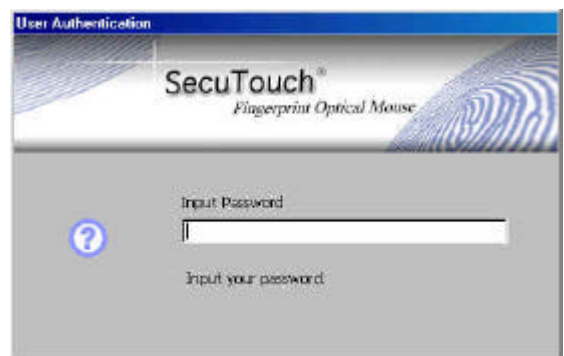 User Authentication
SecuTouch®
Fingerprint Optical Mouse
Input Password
Input your password